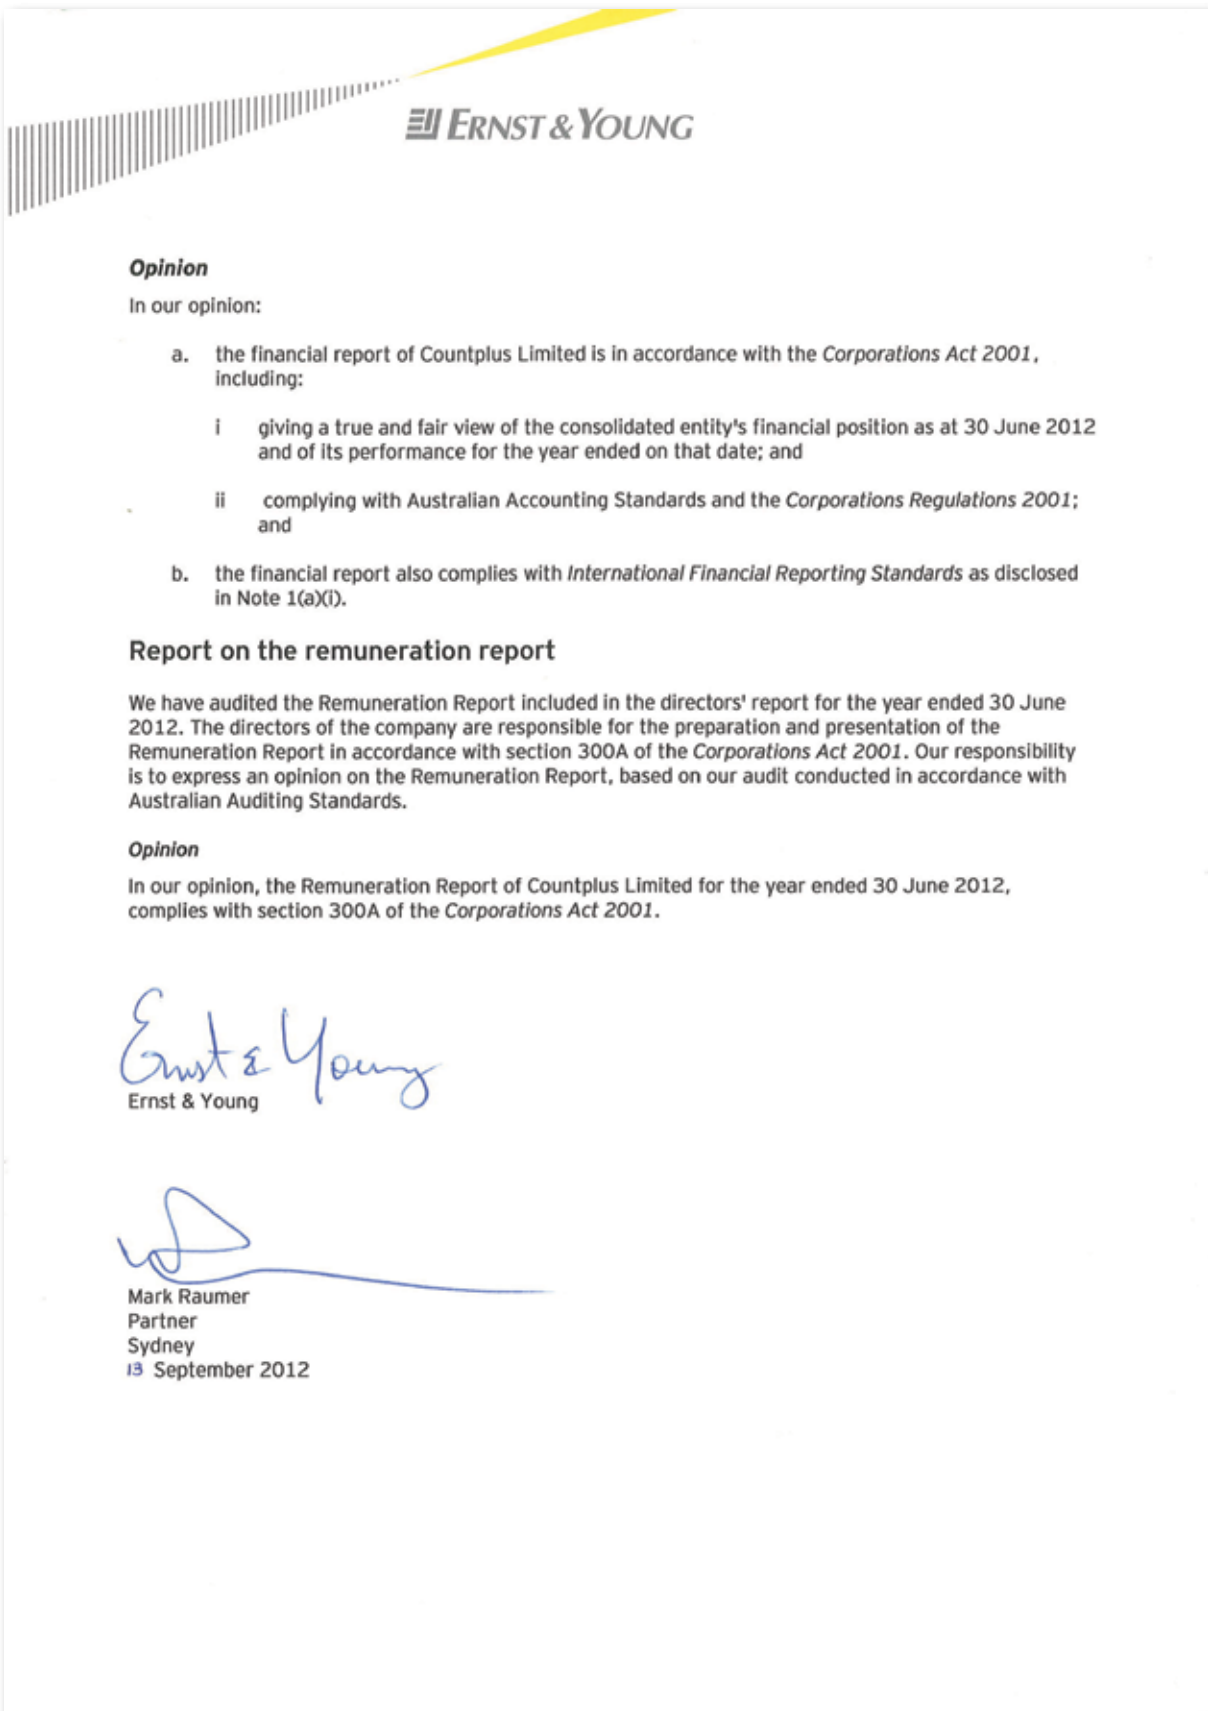 ERNST & YOUNG
Opinion
In our opinion:
a. the financial report of Countplus Limited is in accordance with the Corporations Act 2001,
including:
i giving a true and fair view of the consolidated entity's financial position as at 30 June 2012
and of its performance for the year ended on that date; and
ii complying with Australian Accounting Standards and the Corporations Regulations 2001;
and
b. the financial report also complies with International Financial Reporting Standards as disclosed
in Note 1(a)(i).
Report on the remuneration report
We have audited the Remuneration Report included in the directors' report for the year ended 30 June
2012. The directors of the company are responsible for the preparation and presentation of the
Remuneration Report in accordance with section 300A of the Corporations Act 2001. Our responsibility
is to express an opinion on the Remuneration Report, based on our audit conducted in accordance with
Australian Auditing Standards.
Opinion
In our opinion, the Remuneration Report of Countplus Limited for the year ended 30 June 2012,
complies with section 300A of the Corporations Act 2001.
Ernst & Young
Ernst & Young
Mark Raumer
Partner
Sydney
13 September 2012